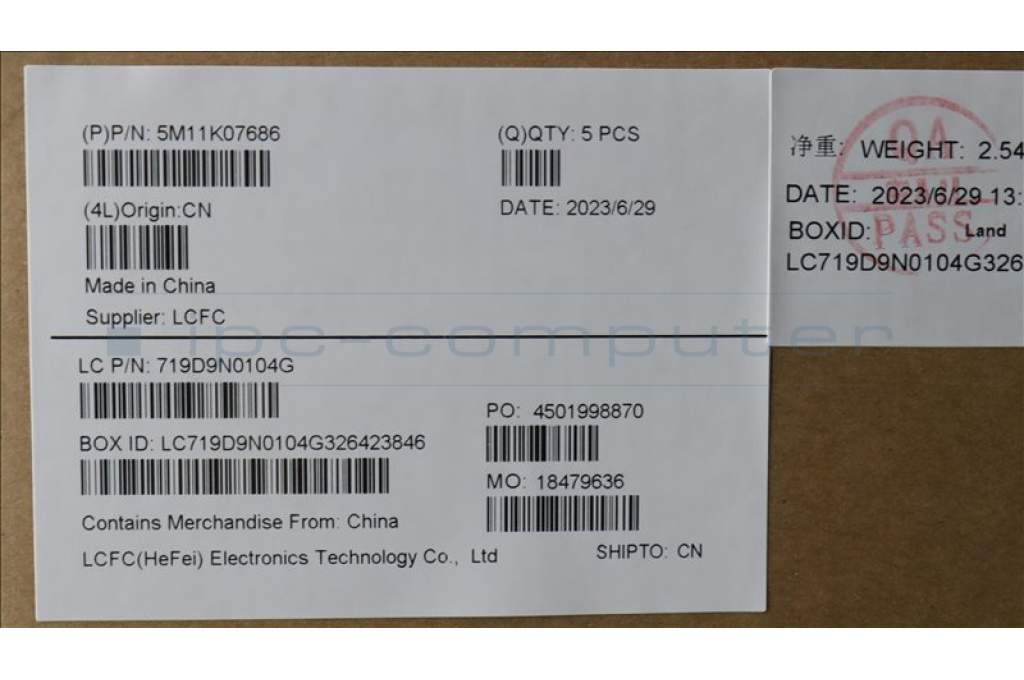 (P)P/N: 5M11K07686
(Q)QTY: 5 PCS
(4L)Origin:CN
DATE: 2023/6/29
Made in China
Supplier: LCFC
ipc-computer
LC P/N: 719D9N0104G
PO: 4501998870
BOX ID: LC719D9N0104G326423846
MO: 18479636
Contains Merchandise From: China
LCFC(HeFei) Electronics Technology Co., Ltd
SHIPTO: CN
净重: WEIGHT: 2.54
DATE: 2023/6/29 13:
BOXID: Land
LC719D9N0104G326
QA
PASS